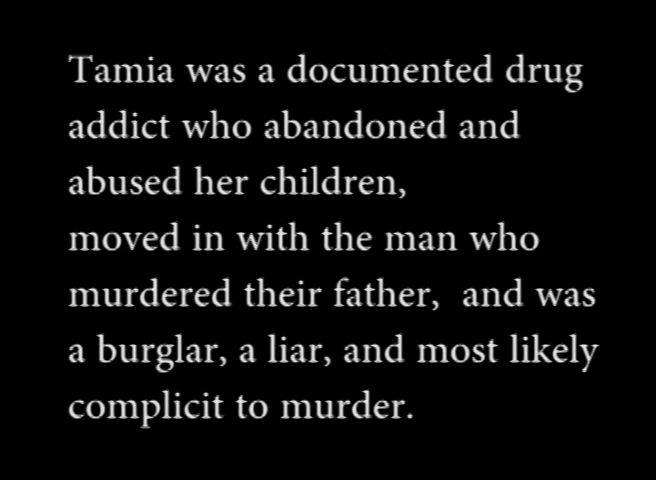 Tamia was a documented drug
addict who abandoned and
abused her children,
moved in with the man who
murdered their father,  and was
a burglar, a liar, and most likely
complicit to murder.